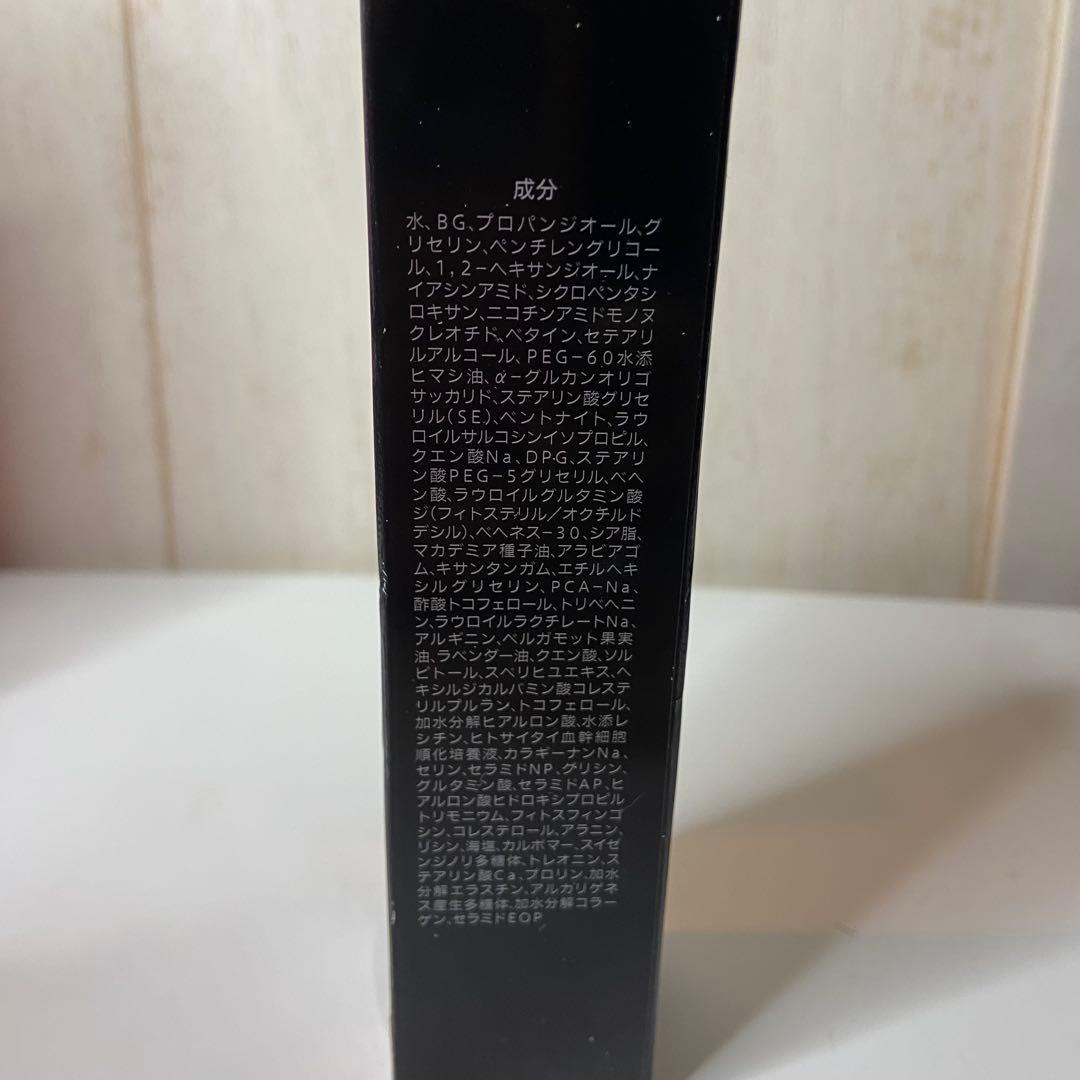 成分
水、BG、プロパンジオール、グ
リセリン、ペンチレングリコー
ル、1,2-ヘキサンジオール、ナ
イアシンアミド、シクロペンタシ
ロキサン、ニコチンアミドモノヌ
クレオチド、ベタイン、セテアリ
ルアルコール、PEG-60水添
ヒマシ油、α-グルカンオリゴ
サッカリド、ステアリン酸グリセ
リル(SE)、ベントナイト、ラウ
ロイルサルコシンイソプロピル、
クエン酸Na、DPG、ステアリ
ン酸PEG-5グリセリル、ベヘ
ン酸、ラウロイルグルタミン酸
ジ(フィトステリル/オクチルド
デシル)、ベヘネス-30、シア脂、
マカデミア種子油、アラビアゴ
ム、キサンタンガム、エチルヘキ
シルグリセリン、PCA-Na、
酢酸トコフェロール、トリベヘニ
ン、ラウロイルラクチレートNa、
アルギニン、ベルガモット果実
油、ラベンダー油、クエン酸、ソル
ビトール、スベリヒユエキス、ヘ
キシルジカルバミン酸コレステ
リルプルラン、トコフェロール、
加水分解ヒアルロン酸、水添レ
シチン、ヒトサイタイ血幹細胞
順化培養液、カラギーナンNa、
セリン、セラミドNP、グリシン、
グルタミン酸、セラミドAP、ヒ
アルロン酸ヒドロキシプロピル
トリモニウム、フィトスフィンゴ
シン、コレステロール、アラニン、
リシン、海塩、カルボマー、スイゼ
ンジノリ多糖体、トレオニン、ス
テアリン酸Ca、プロリン、加水
分解エラスチン、アルカリゲネ
ス産生多糖体、加水分解コラー
ゲン、セラミドEOP